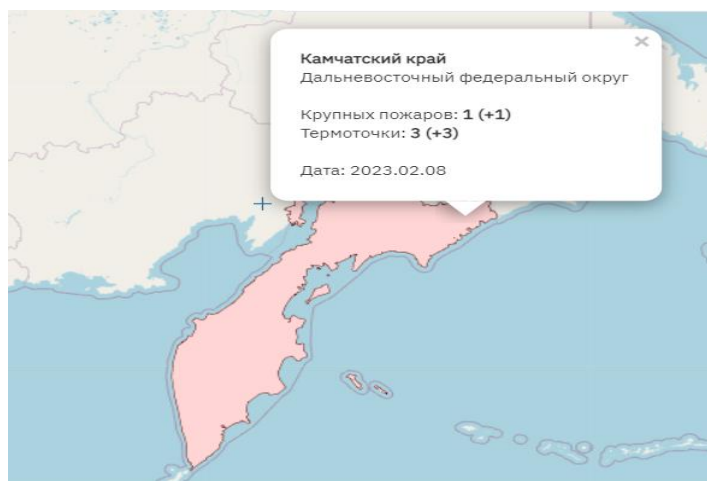 Камчатский край
Дальневосточный федеральный округ
Крупных пожаров: 1 (+1)
Термоточки: 3 (+3)
Дата: 2023.02.08